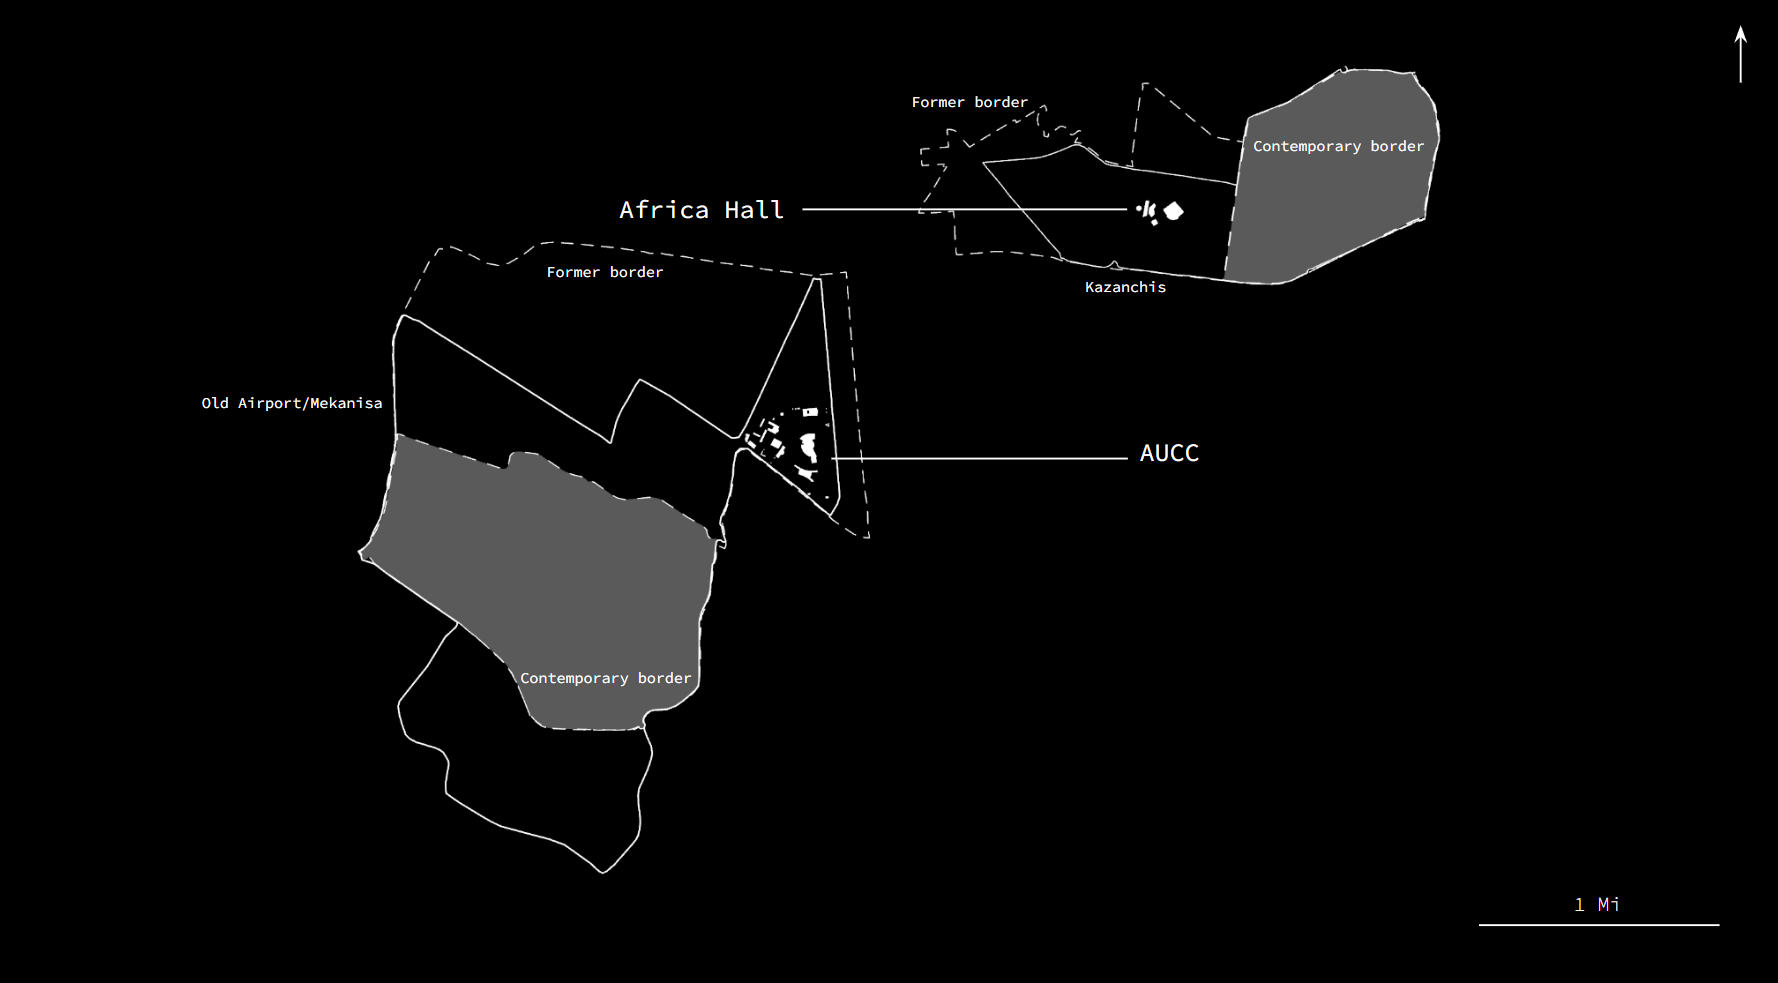 Former border
Contemporary border
Africa Hall
Former border
Kazanchis
Old Airport/Mekanisa
AUCC
Contemporary border
1 Mi